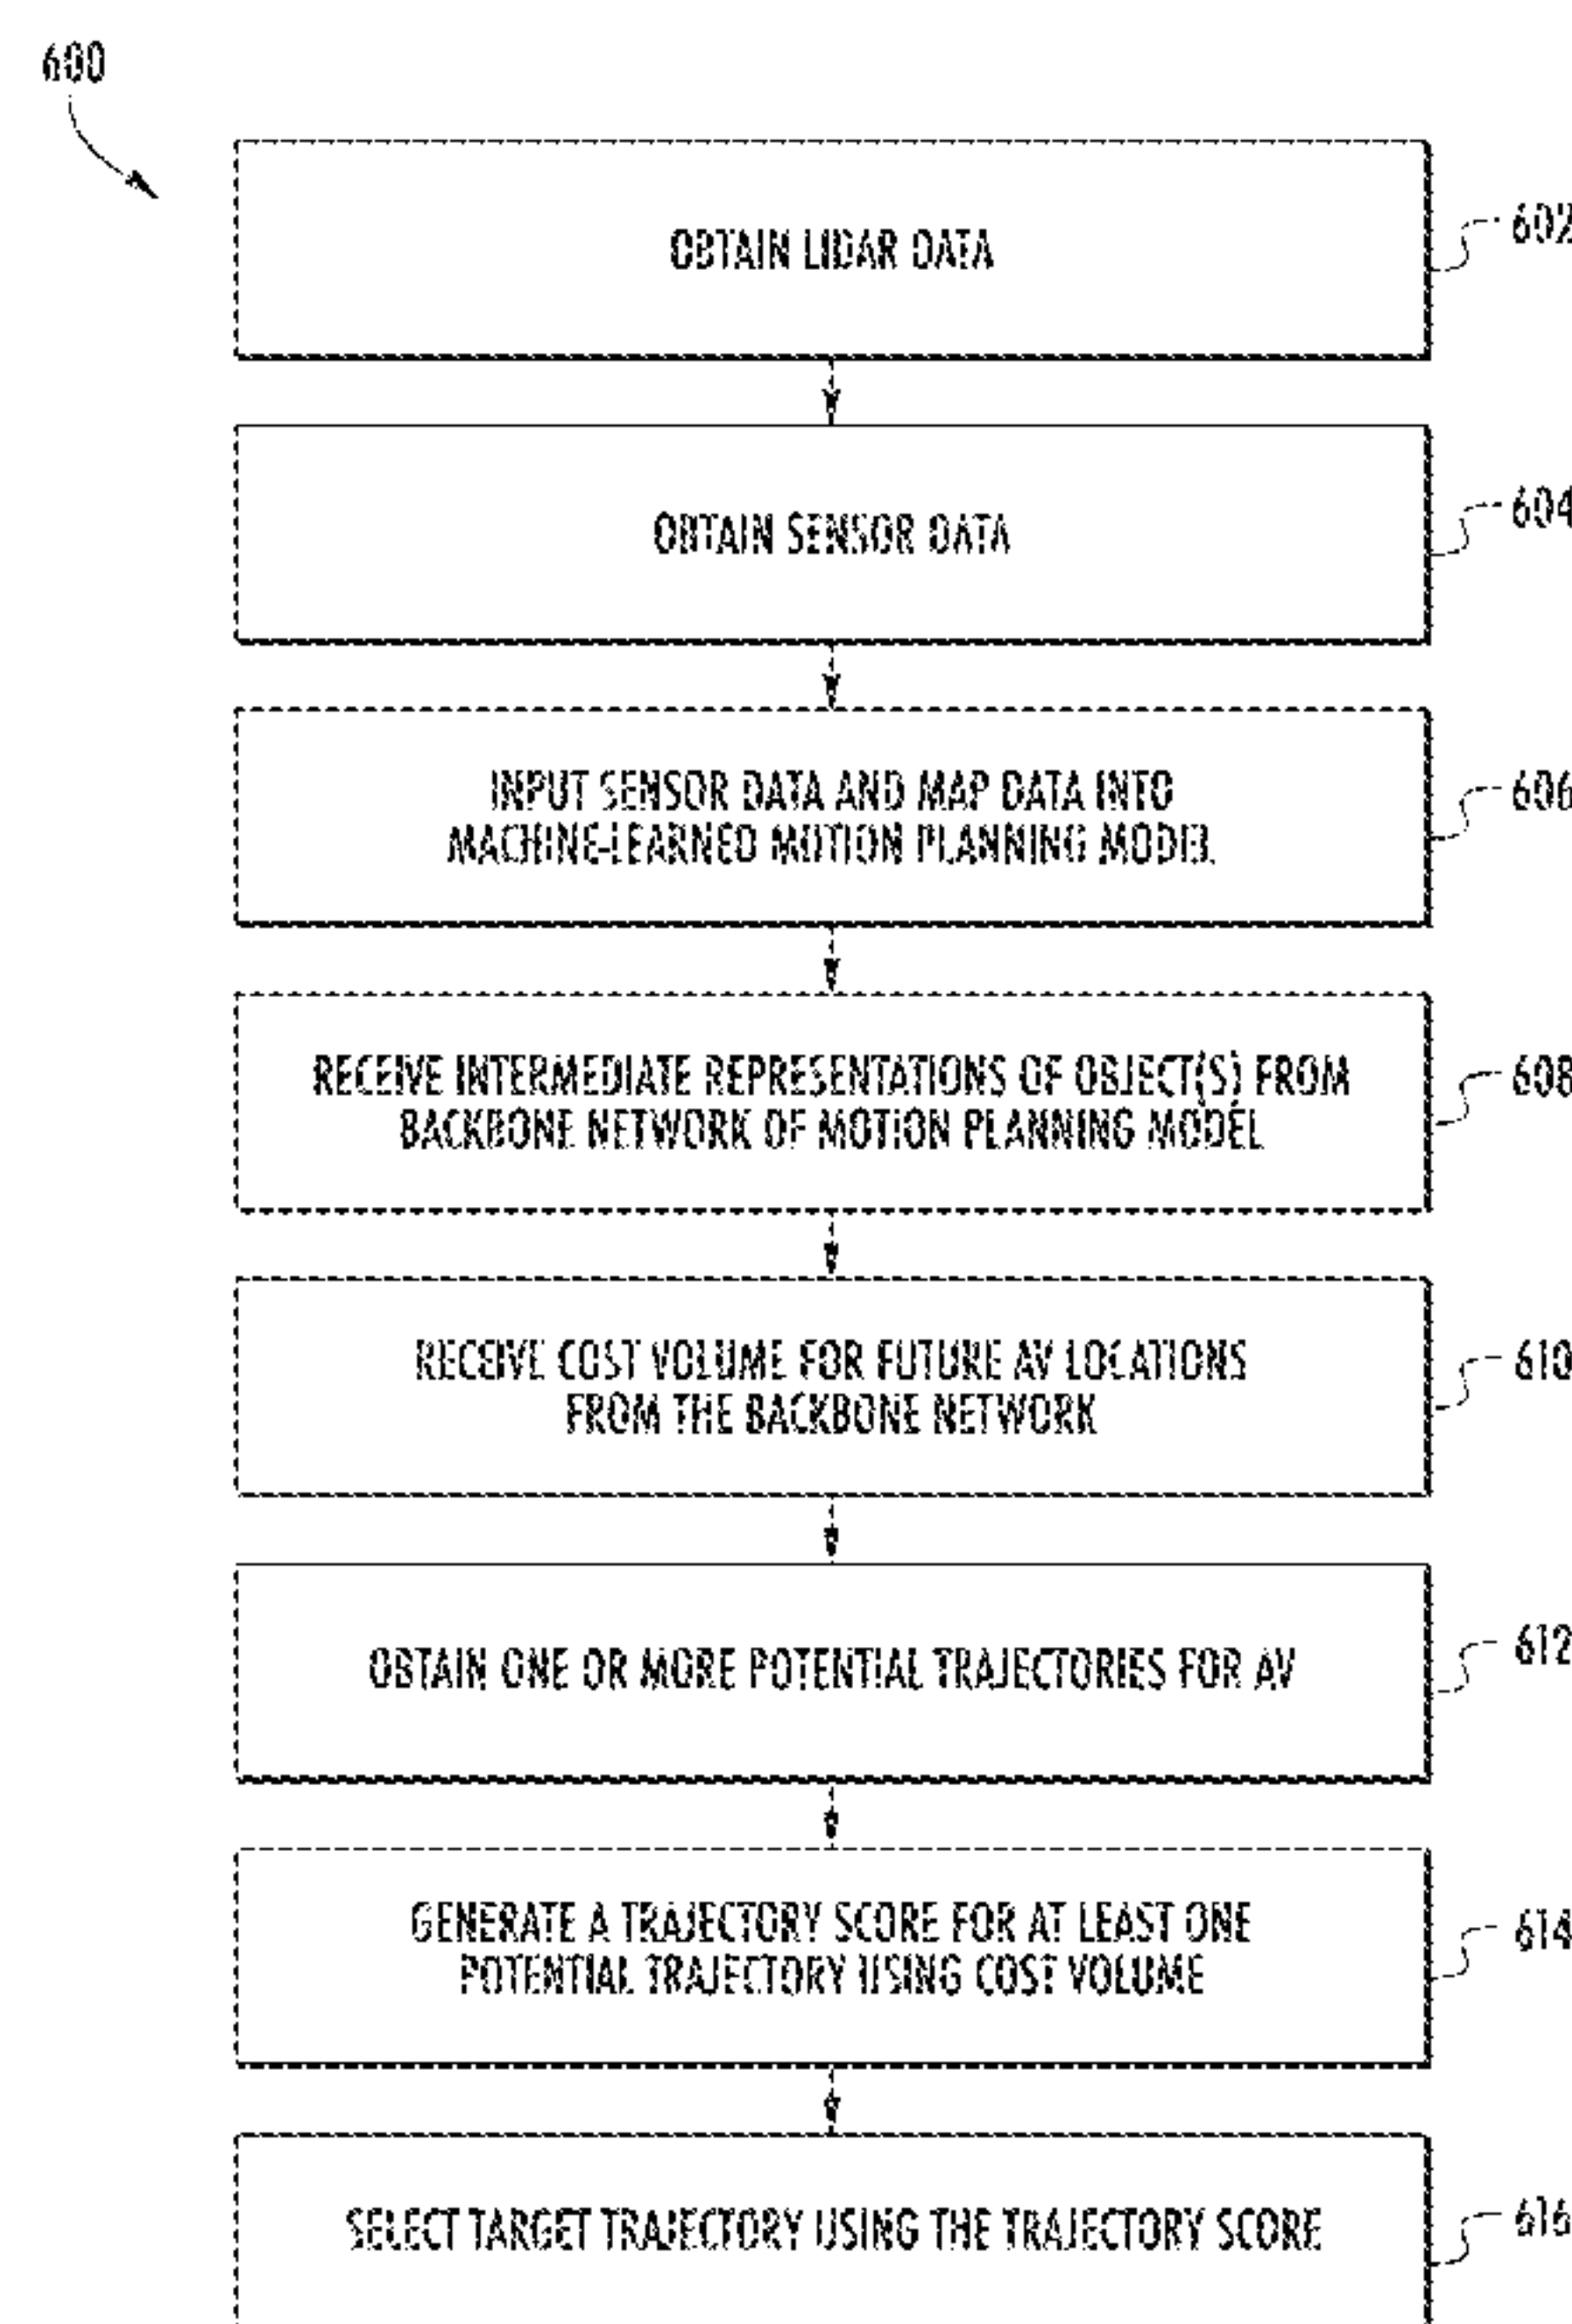 600
OBTAIN LIDAR DATA
602
OBTAIN SENSOR DATA
604
INPUT SENSOR DATA AND MAP DATA INTO
MACHINE-LEARNED MOTION PLANNING MODEL
606
RECEIVE INTERMEDIATE REPRESENTATIONS OF OBJECT(S) FROM
BACKBONE NETWORK OF MOTION PLANNING MODEL
608
RECEIVE COST VOLUME FOR FUTURE AV LOCATIONS
FROM THE BACKBONE NETWORK
610
OBTAIN ONE OR MORE POTENTIAL TRAJECTORIES FOR AV
612
GENERATE A TRAJECTORY SCORE FOR AT LEAST ONE
POTENTIAL TRAJECTORY USING COST VOLUME
614
SELECT TARGET TRAJECTORY USING THE TRAJECTORY SCORE
616